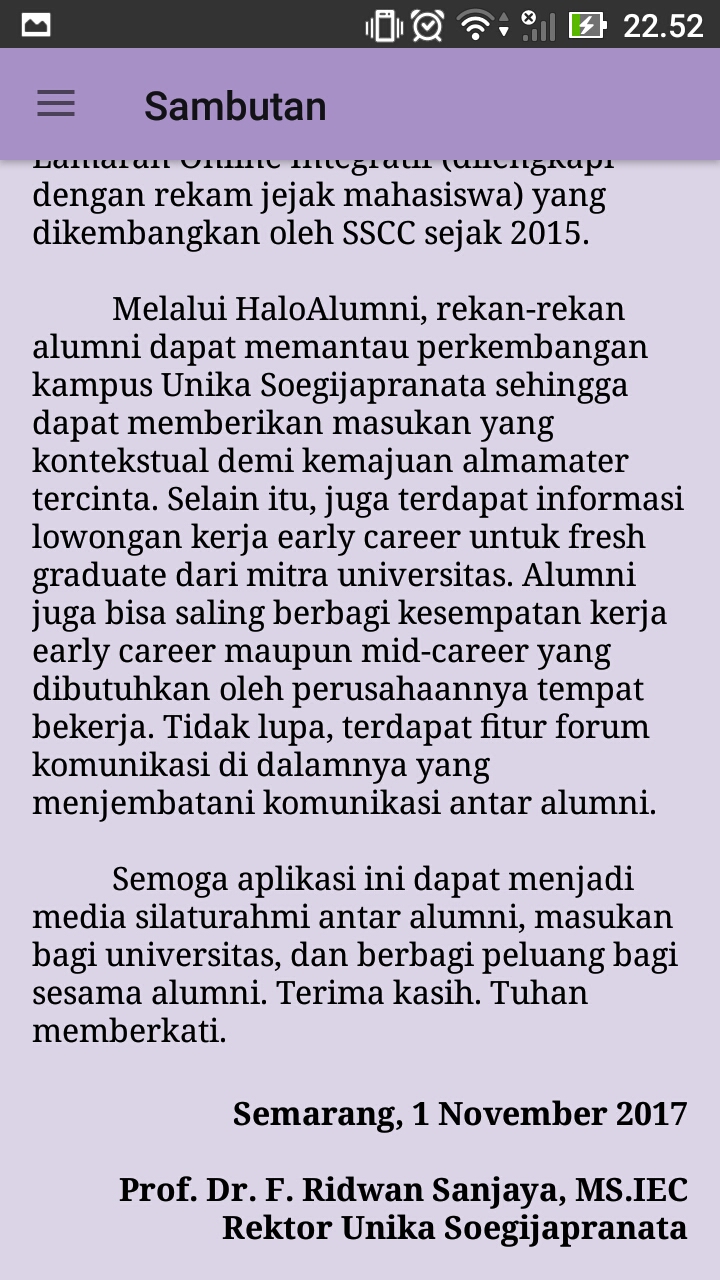 22.52
Sambutan
Lamaran Online Integratif (dilengkapi
dengan rekam jejak mahasiswa) yang
dikembangkan oleh SSCC sejak 2015.
Melalui HaloAlumni, rekan-rekan
alumni dapat memantau perkembangan
kampus Unika Soegijapranata sehingga
dapat memberikan masukan yang
kontekstual demi kemajuan almamater
tercinta. Selain itu, juga terdapat informasi
lowongan kerja early career untuk fresh
graduate dari mitra universitas. Alumni
juga bisa saling berbagi kesempatan kerja
early career maupun mid-career yang
dibutuhkan oleh perusahaannya tempat
bekerja. Tidak lupa, terdapat fitur forum
komunikasi di dalamnya yang
menjembatani komunikasi antar alumni.
Semoga aplikasi ini dapat menjadi
media silaturahmi antar alumni, masukan
bagi universitas, dan berbagi peluang bagi
sesama alumni. Terima kasih. Tuhan
memberkati.
Semarang, 1 November 2017
Prof. Dr. F. Ridwan Sanjaya, MS.IEC
Rektor Unika Soegijapranata